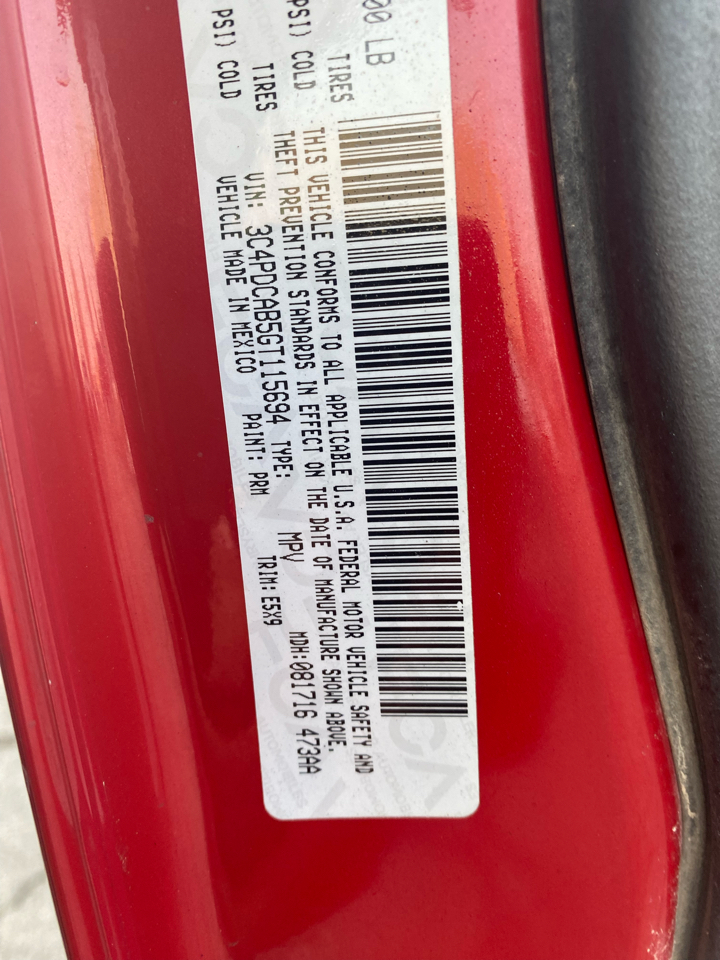 00 LB
TIRES
PSI) COLD
TIRES
PSI) COLD
THIS VEHICLE CONFORMS TO ALL APPLICABLE U.S.A. FEDERAL MOTOR VEHICLE SAFETY AND
THEFT PREVENTION STANDARDS IN EFFECT ON THE DATE OF MANUFACTURE SHOWN ABOVE.
VIN: 3C4PDCAB5GT115694 TYPE: MPV MDH:081716 473AA
VEHICLE MADE IN MEXICO PAINT: PRM TRIM: E5X9